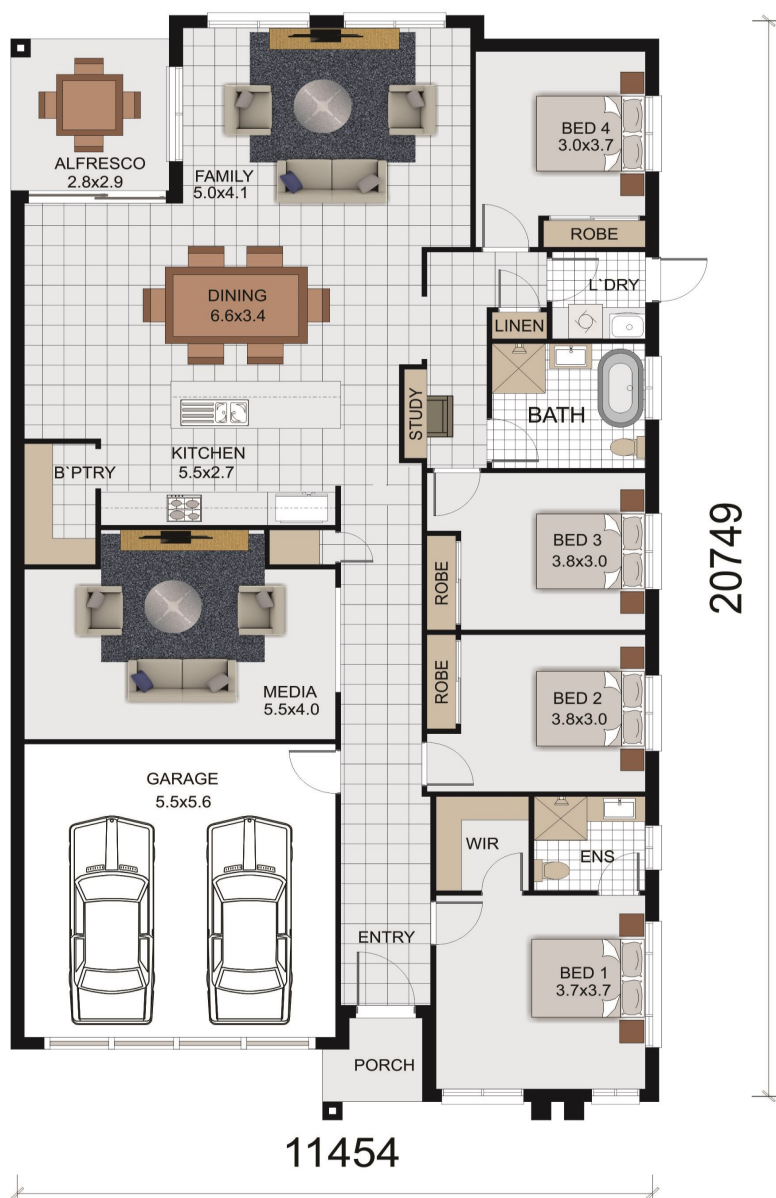 ALFRESCO
2.8x2.9
FAMILY
5.0x4.1
BED 4
3.0x3.7
ROBE
L`DRY
DINING
6.6x3.4
LINEN
STUDY
BATH
KITCHEN
5.5x2.7
B`PTRY
BED 3
3.8x3.0
ROBE
20749
ROBE
BED 2
3.8x3.0
MEDIA
5.5x4.0
GARAGE
5.5x5.6
WIR
ENS
ENTRY
BED 1
3.7x3.7
PORCH
11454